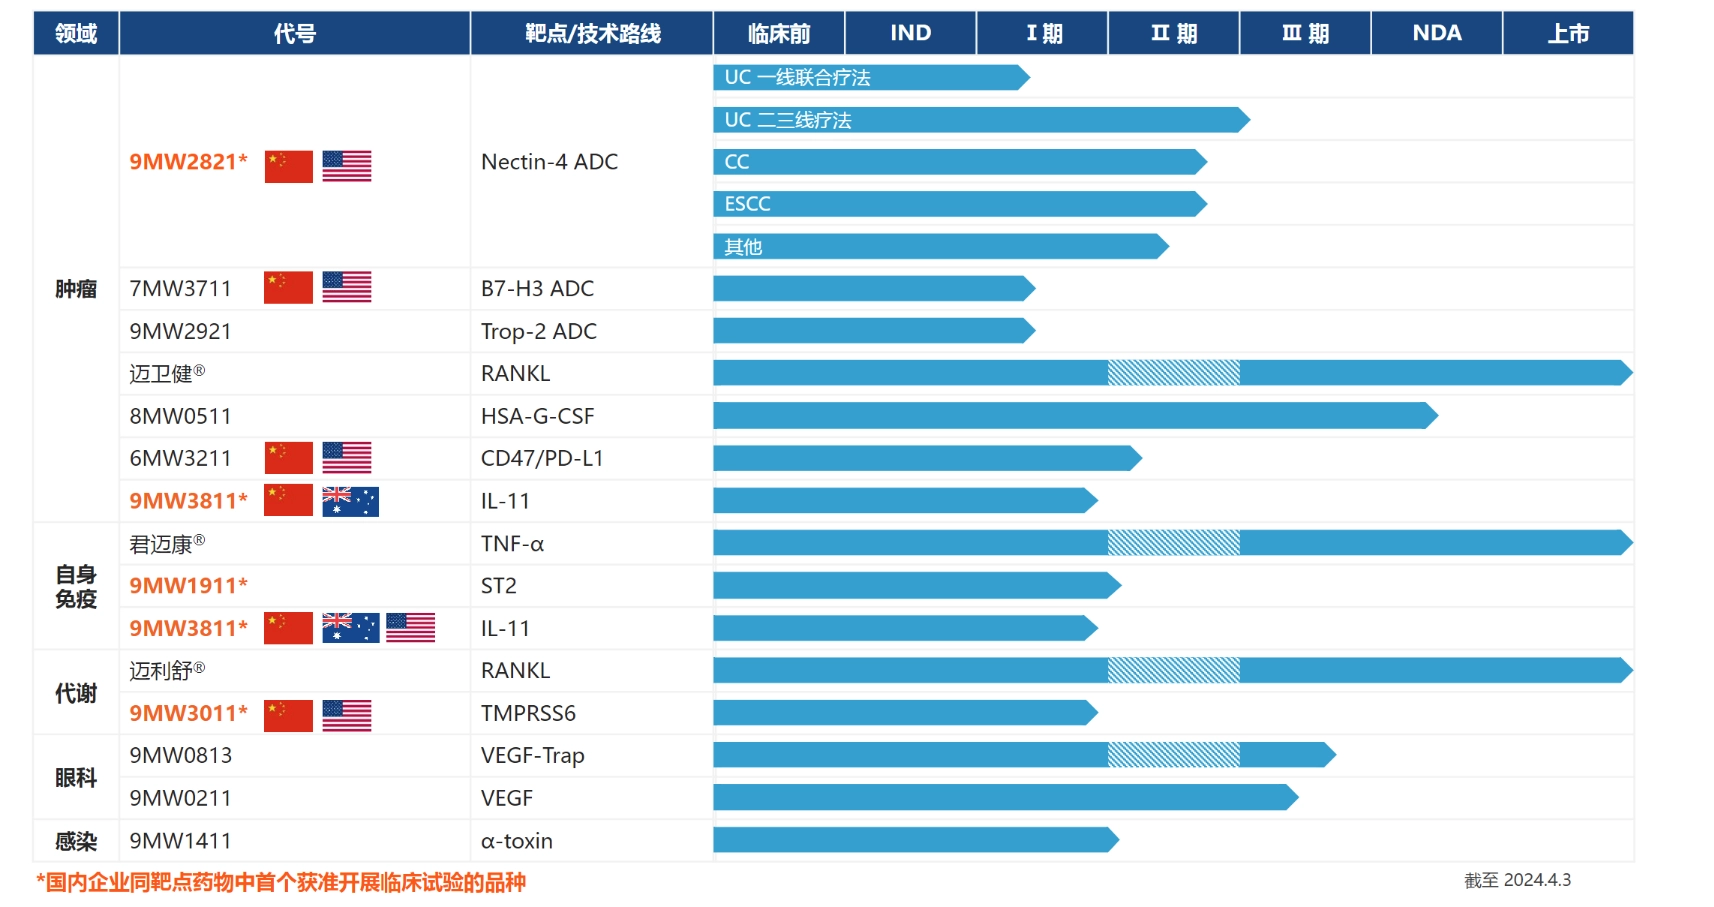 领域 代号 靶点/技术路线 临床前 IND I 期 II 期 III 期 NDA 上市
UC 一线联合疗法
UC 二三线疗法
9MW2821* Nectin-4 ADC CC
ESCC
其他
肿瘤 7MW3711 B7-H3 ADC
9MW2921 Trop-2 ADC
迈卫健® RANKL
8MW0511 HSA-G-CSF
6MW3211 CD47/PD-L1
9MW3811* IL-11
君迈康® TNF-α
自身
免疫
9MW1911* ST2
9MW3811* IL-11
迈利舒® RANKL
代谢
9MW3011* TMPRSS6
9MW0813 VEGF-Trap
眼科
9MW0211 VEGF
感染 9MW1411 α-toxin
*国内企业同靶点药物中首个获准开展临床试验的品种
截至 2024.4.3